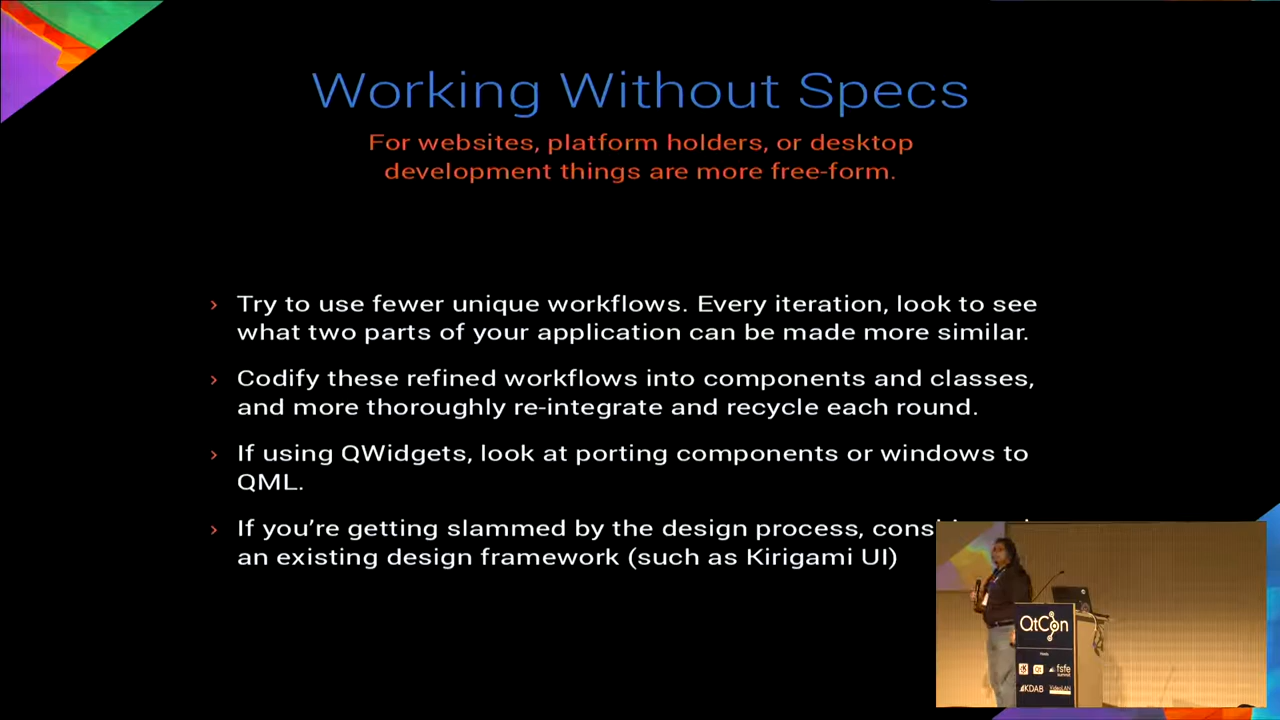 Working Without Specs
For websites, platform holders, or desktop
development things are more free-form.
› Try to use fewer unique workflows. Every iteration, look to see
what two parts of your application can be made more similar.
› Codify these refined workflows into components and classes,
and more thoroughly re-integrate and recycle each round.
› If using QWidgets, look at porting components or windows to
QML.
› If you’re getting slammed by the design process,
an existing design framework (such as Kirigami UI)
QtCon
Qt
fsfe
summit
KDAB
VideoLAN